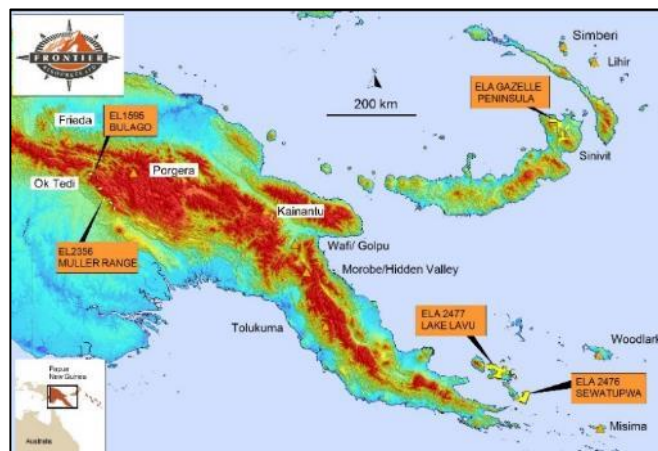 FRONTIER
RESOURCES LTD
Simberi
Lihir
ELA GAZELLE
PENINSULA
200 km
Frieda
EL1595
BULAGO
Sinivit
Porgera
Ok Tedi
Kainantu
EL2356
MULLER RANGE
Wafi/ Golpu
Morobe/Hidden Valley
Tolukuma
ELA 2477
LAKE LAVU
Woodlark
Papua
New Guinea
ELA 2476
SEWATUPWA
Misima
Australia